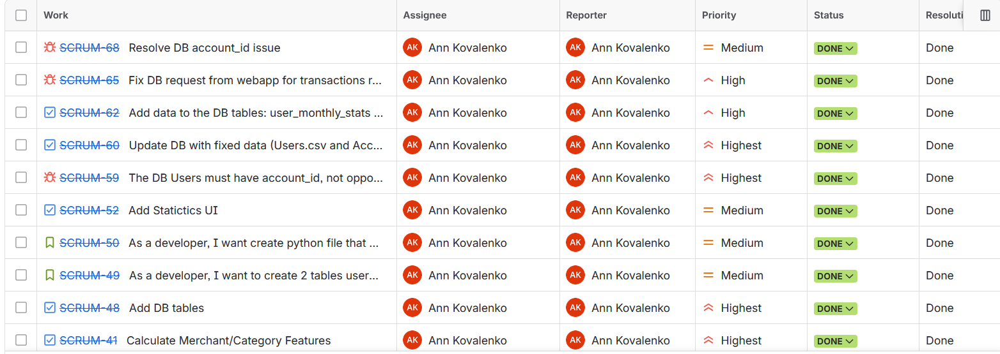 Work Assignee Reporter Priority Status Resoluti
SCRUM-68 Resolve DB account_id issue AK Ann Kovalenko AK Ann Kovalenko Medium DONE Done
SCRUM-65 Fix DB request from webapp for transactions r... AK Ann Kovalenko AK Ann Kovalenko High DONE Done
SCRUM-62 Add data to the DB tables: user_monthly_stats ... AK Ann Kovalenko AK Ann Kovalenko High DONE Done
SCRUM-60 Update DB with fixed data (Users.csv and Acc... AK Ann Kovalenko AK Ann Kovalenko Highest DONE Done
SCRUM-59 The DB Users must have account_id, not oppo... AK Ann Kovalenko AK Ann Kovalenko Highest DONE Done
SCRUM-52 Add Statictics UI AK Ann Kovalenko AK Ann Kovalenko Medium DONE Done
SCRUM-50 As a developer, I want create python file that ... AK Ann Kovalenko AK Ann Kovalenko Medium DONE Done
SCRUM-49 As a developer, I want to create 2 tables user... AK Ann Kovalenko AK Ann Kovalenko Medium DONE Done
SCRUM-48 Add DB tables AK Ann Kovalenko AK Ann Kovalenko Highest DONE Done
SCRUM-41 Calculate Merchant/Category Features AK Ann Kovalenko AK Ann Kovalenko Highest DONE Done